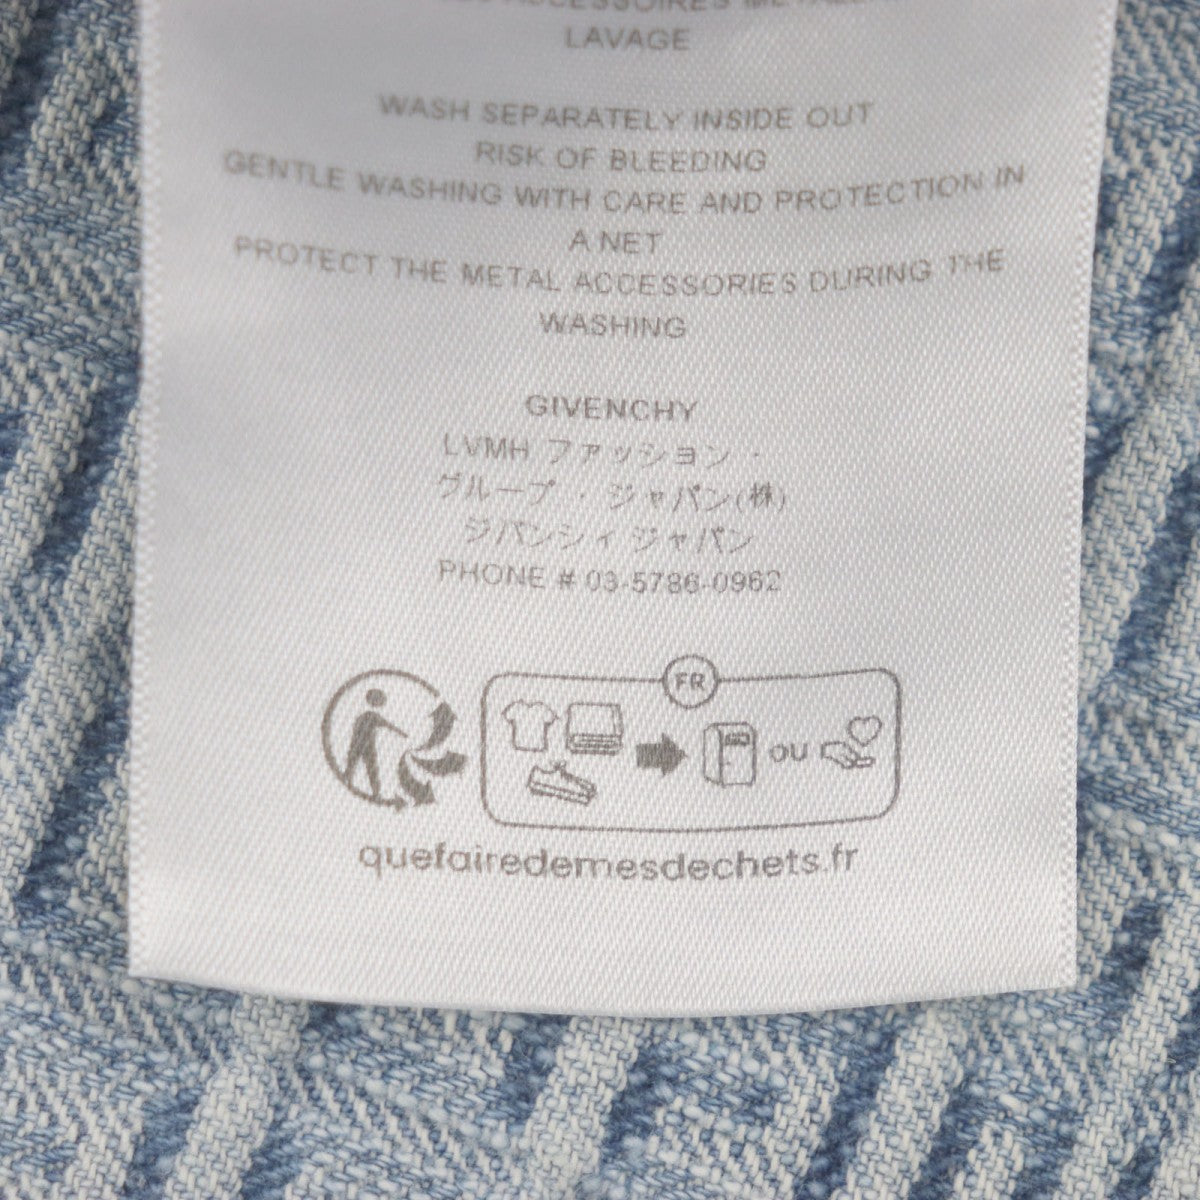 ACCESSOIRES
LAVAGE
WASH SEPARATELY INSIDE OUT
RISK OF BLEEDING
GENTLE WASHING WITH CARE AND PROTECTION IN
A NET
PROTECT THE METAL ACCESSORIES DURING THE
WASHING
GIVENCHY
LVMH ファッション ・
グループ ・ ジャパン(株)
ジバンシィ ジャパン
PHONE # 03-5786-0962
FR
OU
quefairedemesdechets.fr